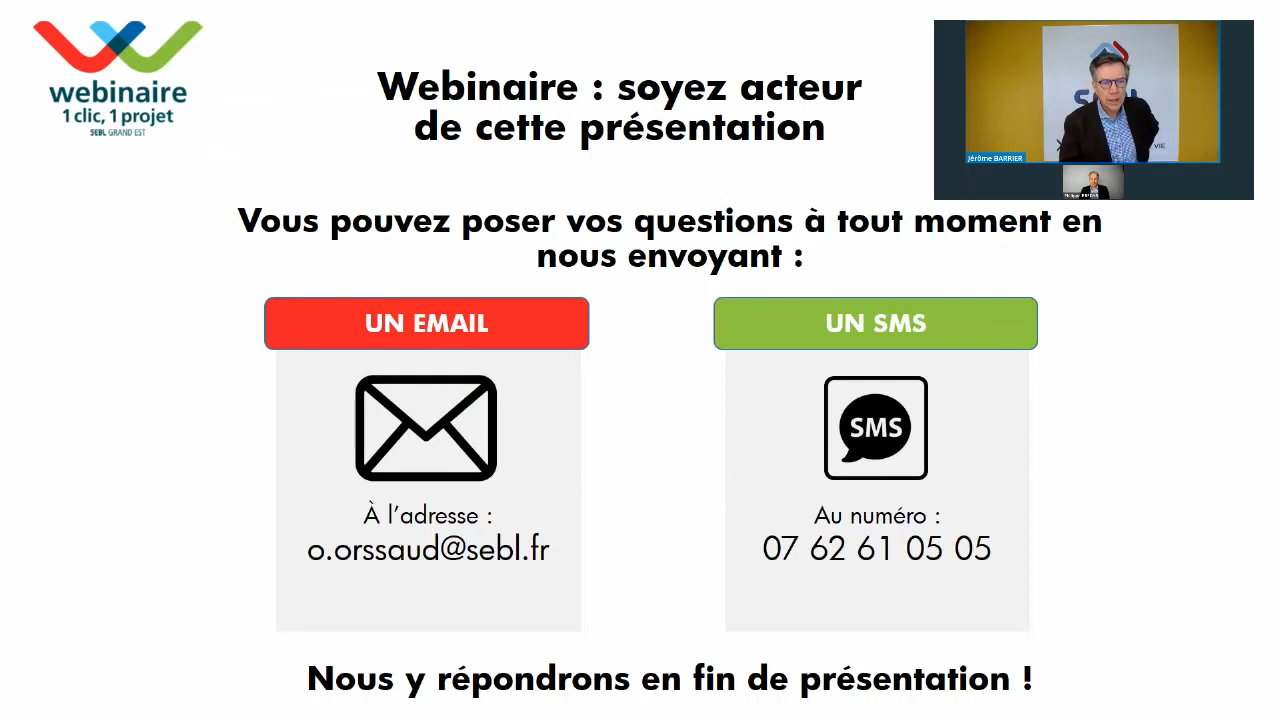 webinaire
1 clic, 1 projet
SEBL GRAND EST
Webinaire : soyez acteur
de cette présentation
Jérôme BARRIER
VIE
Vous pouvez poser vos questions à tout moment en
nous envoyant :
UN EMAIL
UN SMS
SMS
À l'adresse :
o.orssaud@sebl.fr
Au numéro :
07 62 61 05 05
Nous y répondrons en fin de présentation !